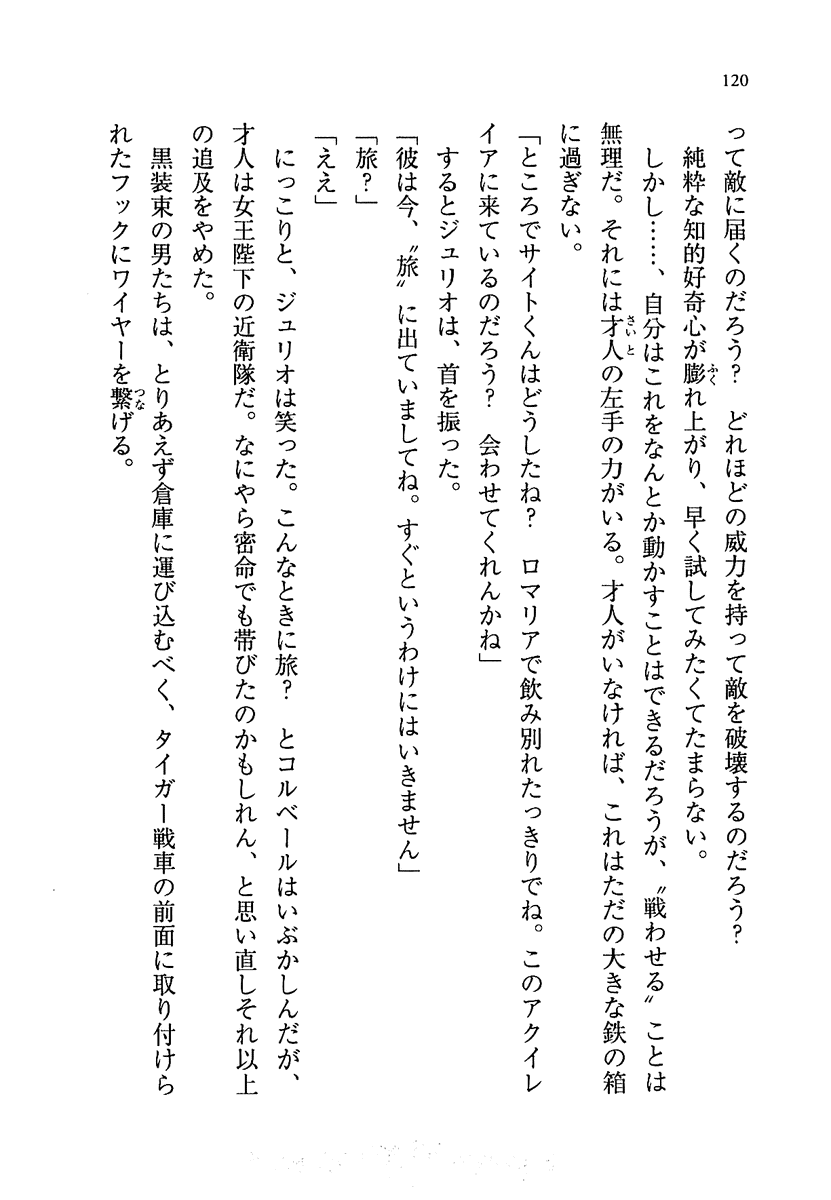 120
って敵に届くのだろう？　どれほどの威力を持って敵を破壊するのだろう？
　純粋な知的好奇心が膨れ上がり、早く試してみたくてたまらない。
　しかし……、自分はこれをなんとか動かすことはできるだろうが、〝戦わせる〟ことは
無理だ。それには才人の左手の力がいる。才人がいなければ、これはただの大きな鉄の箱
に過ぎない。
「ところでサイトくんはどうしたね？　ロマリアで飲み別れたっきりでね。このアクイレ
イアに来ているのだろう？　会わせてくれんかね」
　するとジュリオは、首を振った。
「彼は今、〝旅〟に出ていましてね。すぐというわけにはいきません」
「旅？」
「ええ」
　にっこりと、ジュリオは笑った。こんなときに旅？　とコルベールはいぶかしんだが、
才人は女王陛下の近衛隊だ。なにやら密命でも帯びたのかもしれん、と思い直しそれ以上
の追及をやめた。
　黒装束の男たちは、とりあえず倉庫に運び込むべく、タイガー戦車の前面に取り付けら
れたフックにワイヤーを繋げる。